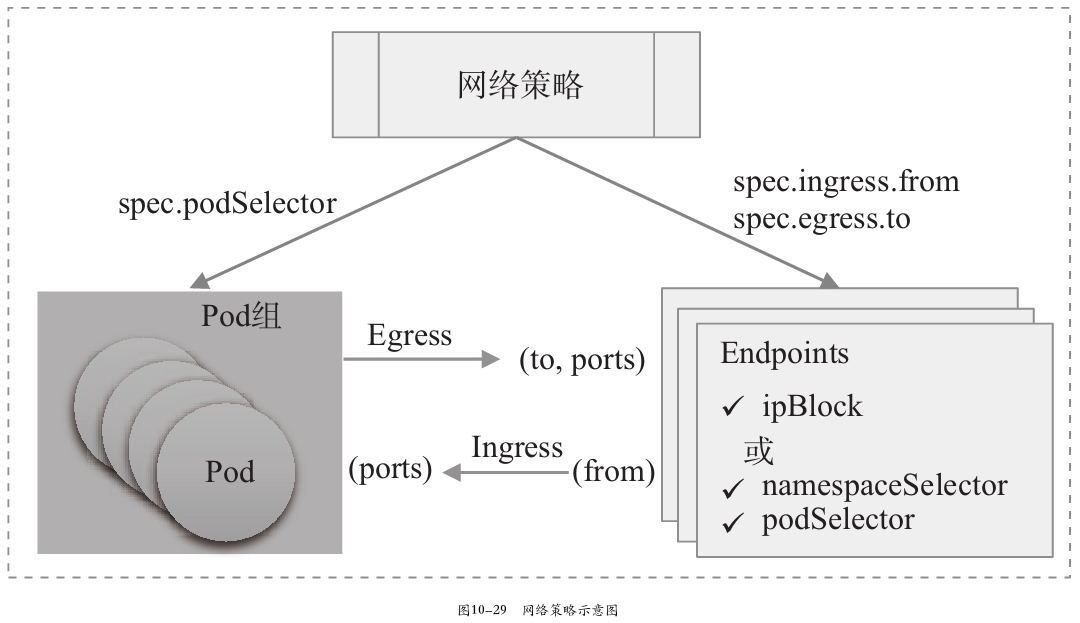 网络策略
spec.podSelector
spec.ingress.from
spec.egress.to
Pod组
Pod
Egress
(to, ports)
(ports)
Ingress
(from)
Endpoints
✓ ipBlock
或
✓ namespaceSelector
✓ podSelector
图10-29 网络策略示意图